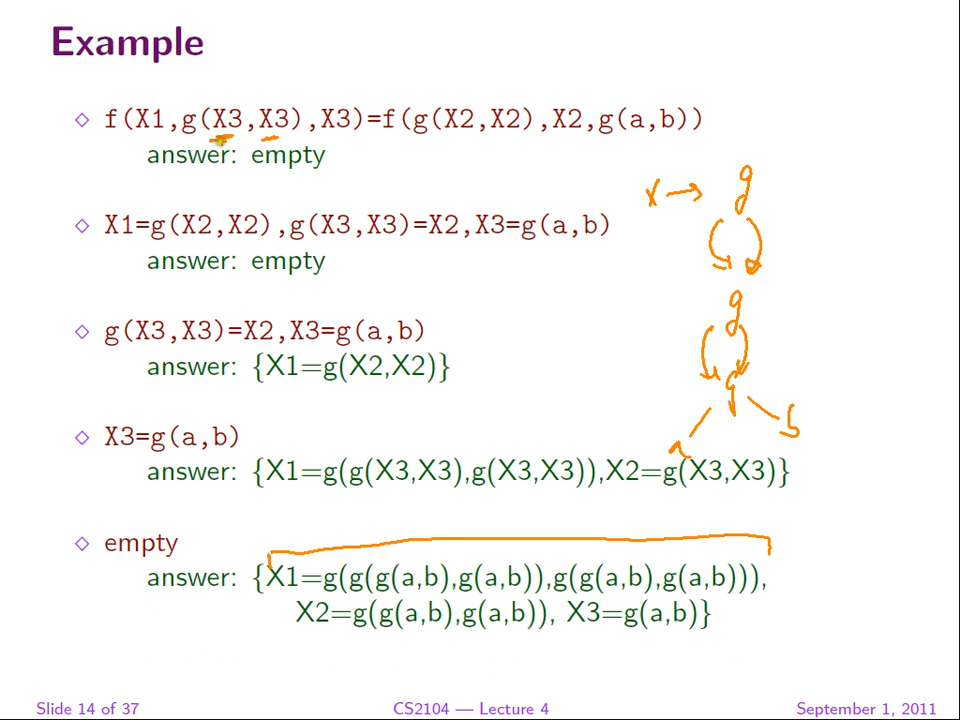 Example
◇ f(X1,g(X3,X3),X3)=f(g(X2,X2),X2,g(a,b))
answer: empty
◇ X1=g(X2,X2),g(X3,X3)=X2,X3=g(a,b)
answer: empty
◇ g(X3,X3)=X2,X3=g(a,b)
answer: {X1=g(X2,X2)}
◇ X3=g(a,b)
answer: {X1=g(g(X3,X3),g(X3,X3)),X2=g(X3,X3)}
◇ empty
answer: {X1=g(g(g(a,b),g(a,b)),g(g(a,b),g(a,b))),
X2=g(g(a,b),g(a,b)), X3=g(a,b)}
X → g
g
g
a b
Slide 14 of 37 CS2104 — Lecture 4 September 1, 2011